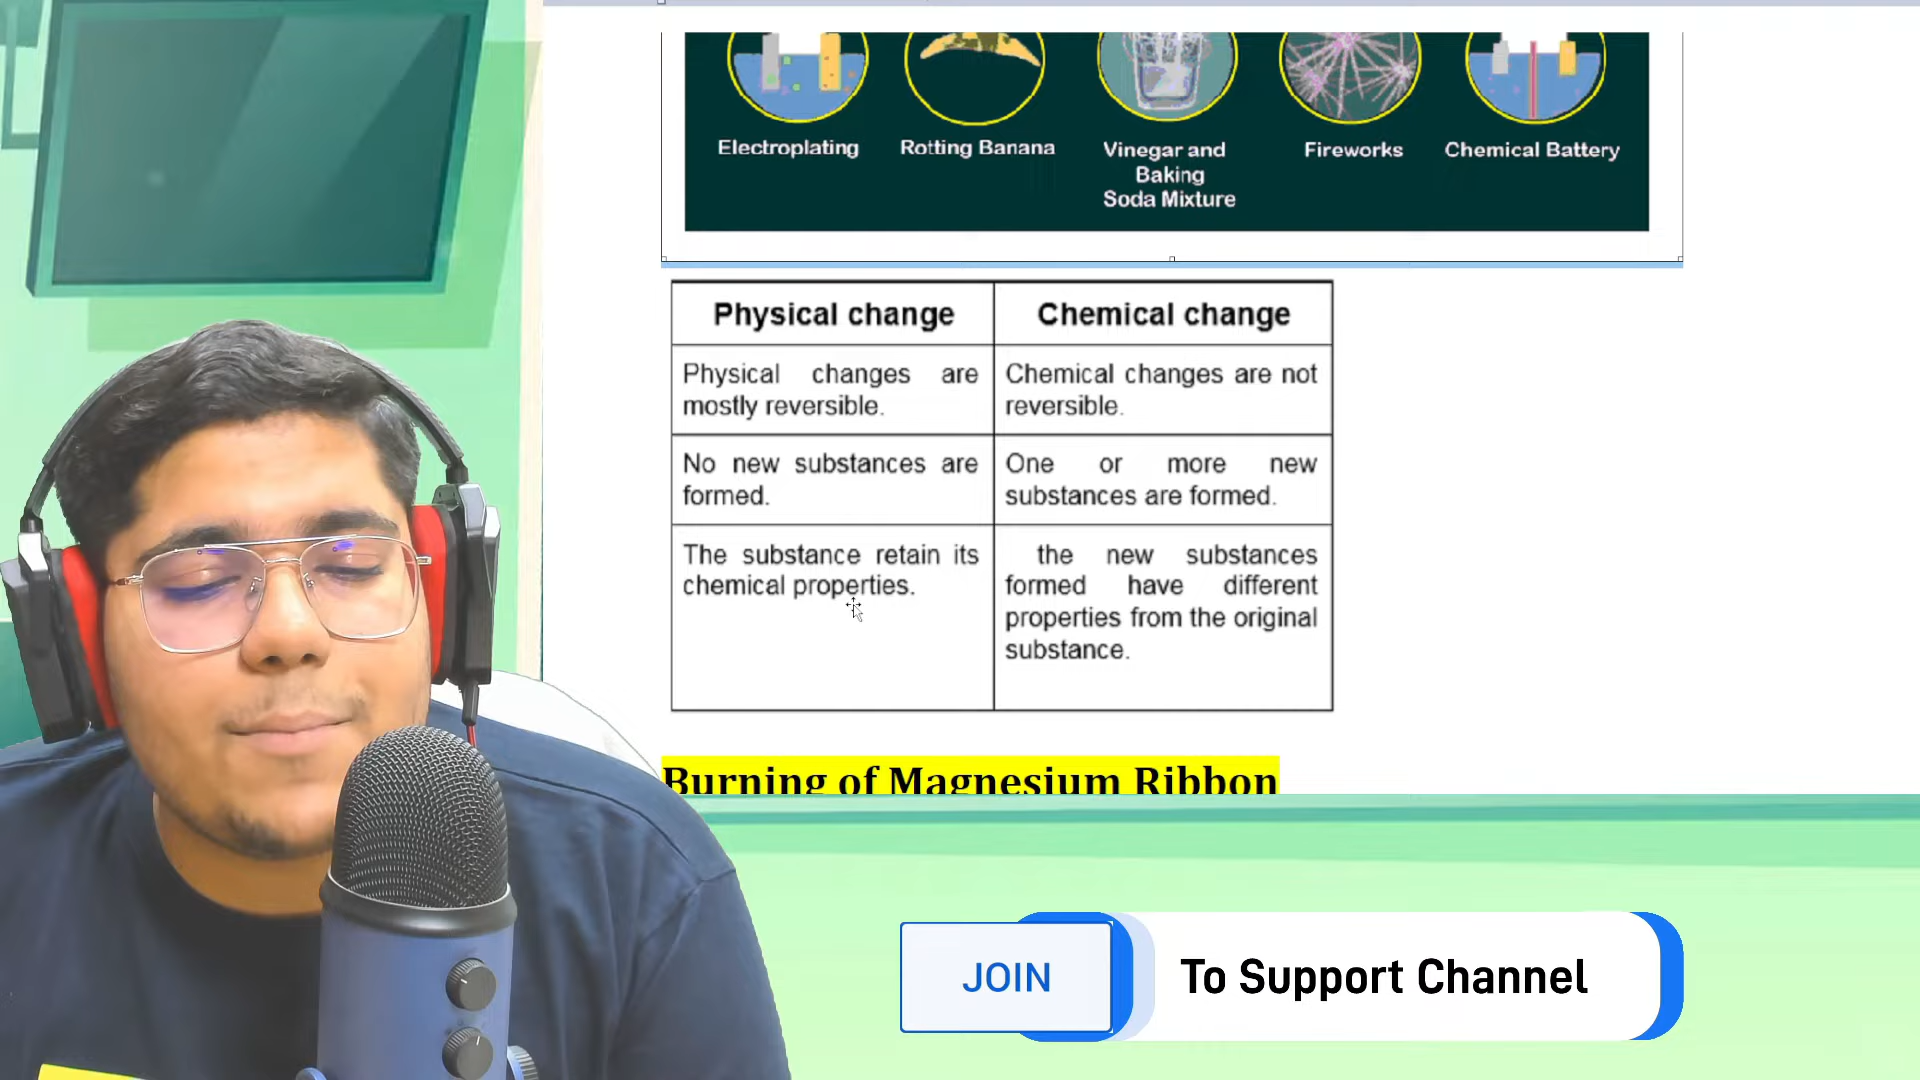 Electroplating
Rotting Banana
Vinegar and
Baking
Soda Mixture
Fireworks
Chemical Battery
Physical change
Chemical change
Physical changes are
mostly reversible.
Chemical changes are not
reversible.
No new substances are
formed.
One or more new
substances are formed.
The substance retain its
chemical properties.
the new substances
formed have different
properties from the original
substance.
Burning of Magnesium Ribbon
JOIN
To Support Channel